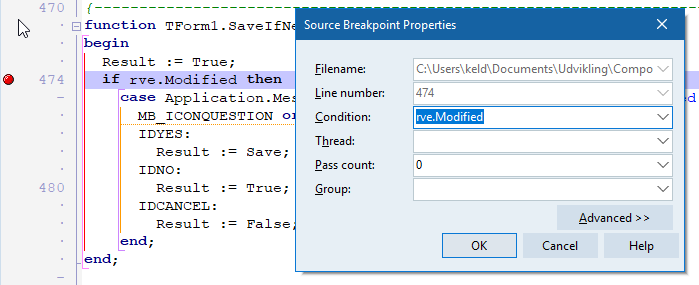 470 {--------------------
function TForm1.SaveIfNe
begin
Result := True;
474 if rve.Modified then
case Application.Mes
MB_ICONQUESTION or
IDYES:
Result := Save;
IDNO:
480 Result := True;
IDCANCEL:
Result := False;
end;
end;
Source Breakpoint Properties
Filename: C:\Users\keld\Documents\Udvikling\Compo
Line number: 474
Condition: rve.Modified
Thread:
Pass count: 0
Group:
Advanced >>
OK Cancel Help